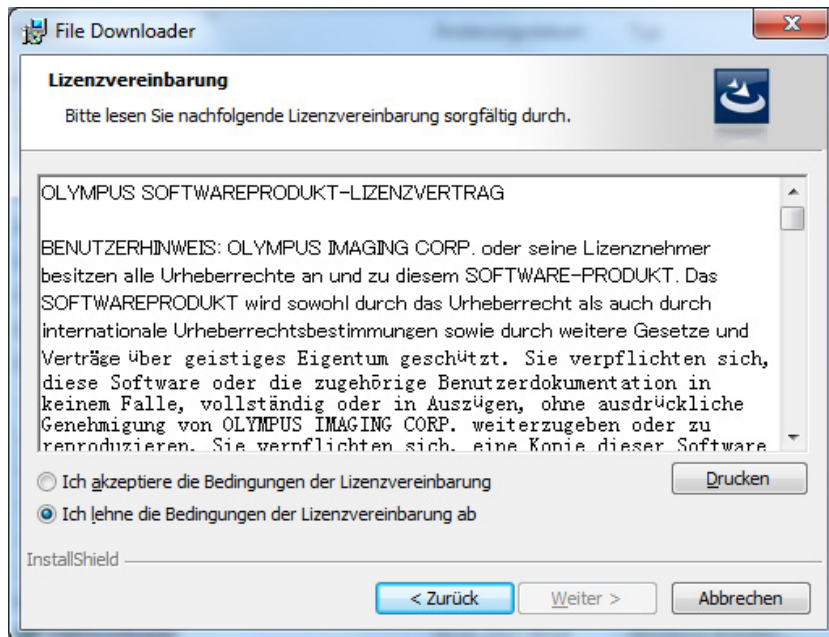 File Downloader
Lizenzvereinbarung
Bitte lesen Sie nachfolgende Lizenzvereinbarung sorgfältig durch.
OLYMPUS SOFTWAREPRODUKT-LIZENZVERTRAG
BENUTZERHINWEIS: OLYMPUS IMAGING CORP. oder seine Lizenznehmer
besitzen alle Urheberrechte an und zu diesem SOFTWARE-PRODUKT. Das
SOFTWAREPRODUKT wird sowohl durch das Urheberrecht als auch durch
internationale Urheberrechtsbestimmungen sowie durch weitere Gesetze und
Verträge über geistiges Eigentum geschützt. Sie verpflichten sich,
diese Software oder die zugehörige Benutzerdokumentation in
keinem Falle, vollständig oder in Auszügen, ohne ausdrückliche
Genehmigung von OLYMPUS IMAGING CORP. weiterzugeben oder zu
renroduzieren. Sie verpflichten sich, eine Kopie dieser Software
Ich akzeptiere die Bedingungen der Lizenzvereinbarung
Drucken
Ich lehne die Bedingungen der Lizenzvereinbarung ab
InstallShield
< Zurück
Weiter >
Abbrechen